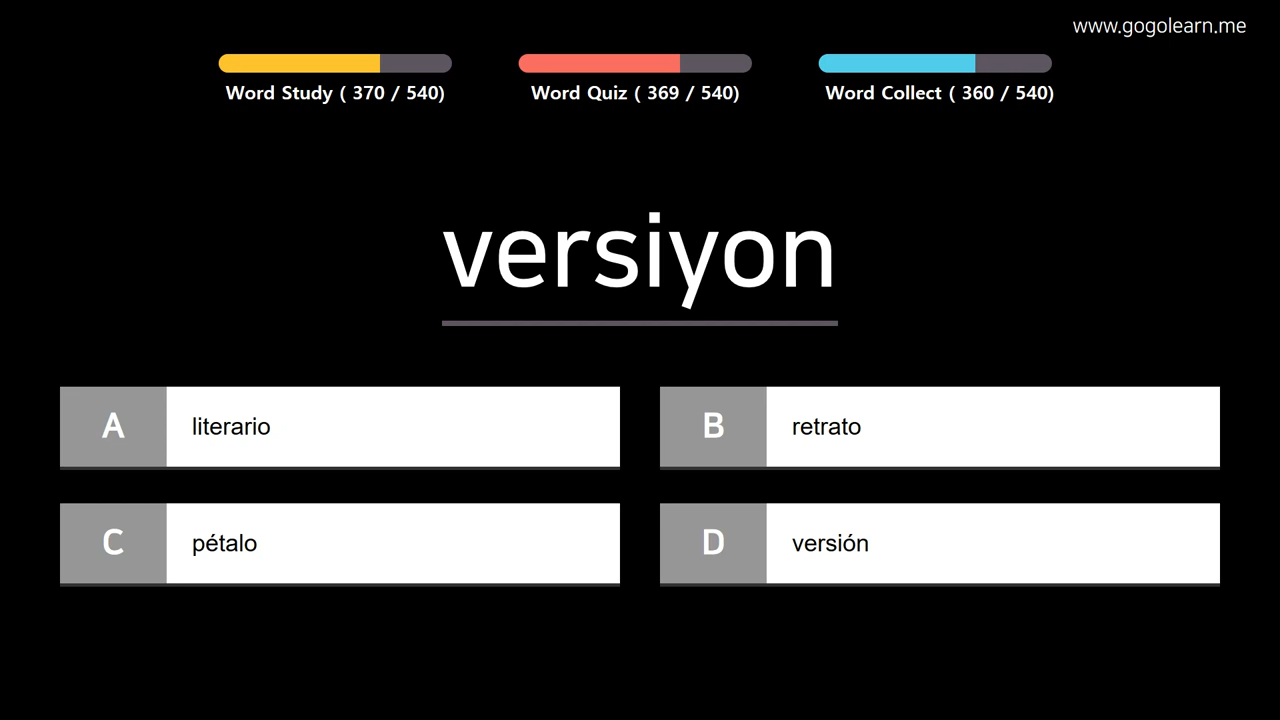 www.gogolearn.me
Word Study ( 370 / 540)
Word Quiz ( 369 / 540)
Word Collect ( 360 / 540)
versiyon
A literario
B retrato
C pétalo
D versión